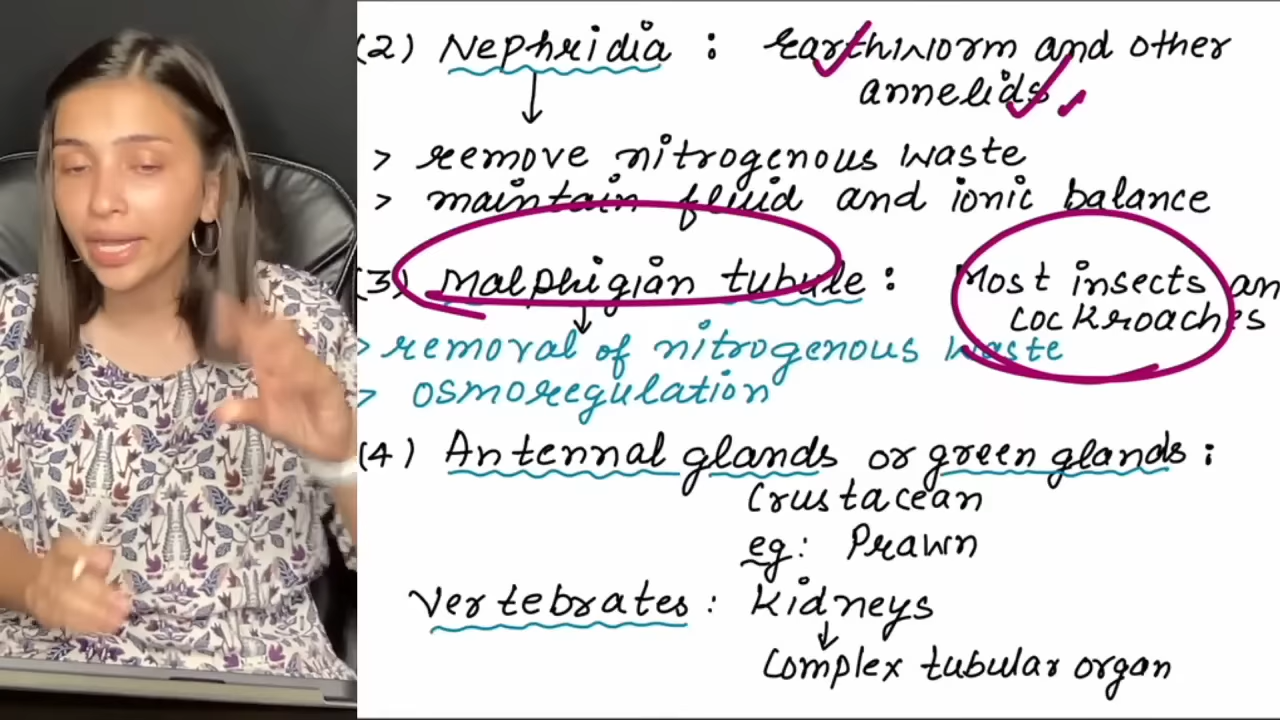 (2) Nephridia : earthworm and other
annelids.
> remove nitrogenous waste
> maintain fluid and ionic balance
(3) Malphigian tubule : Most insects an
cockroaches
> removal of nitrogenous waste
> osmoregulation
(4) Antennal glands or green glands :
Crustacean
eg: Prawn
Vertebrates : Kidneys
Complex tubular organ